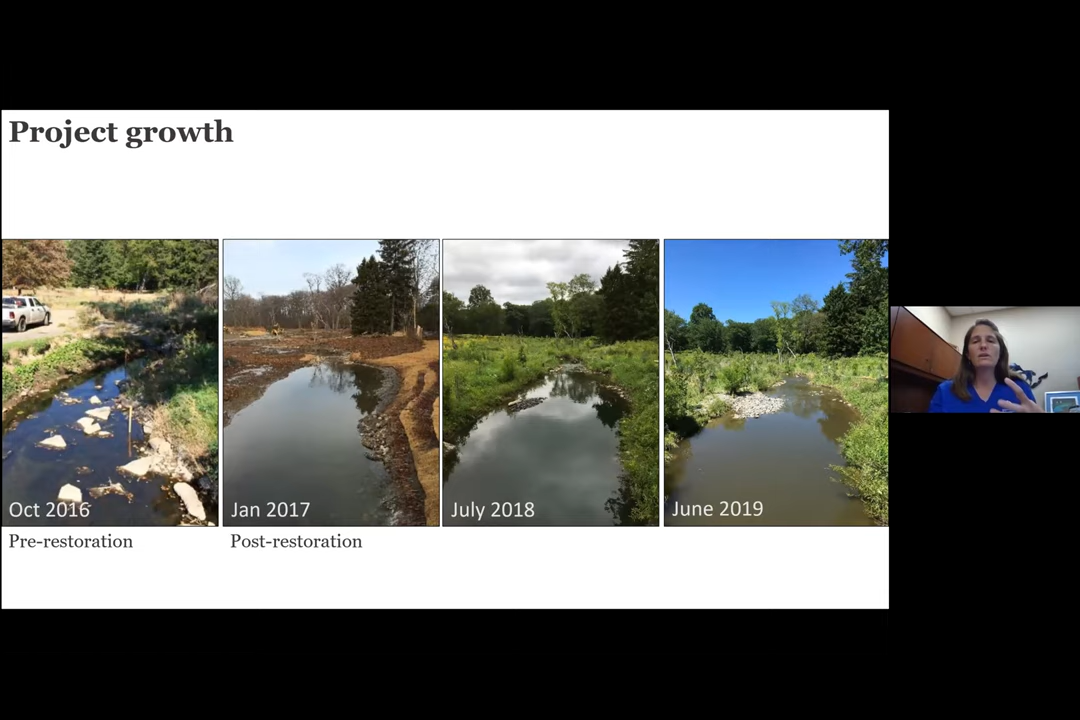 Project growth
Oct 2016
Jan 2017
July 2018
June 2019
Pre-restoration
Post-restoration